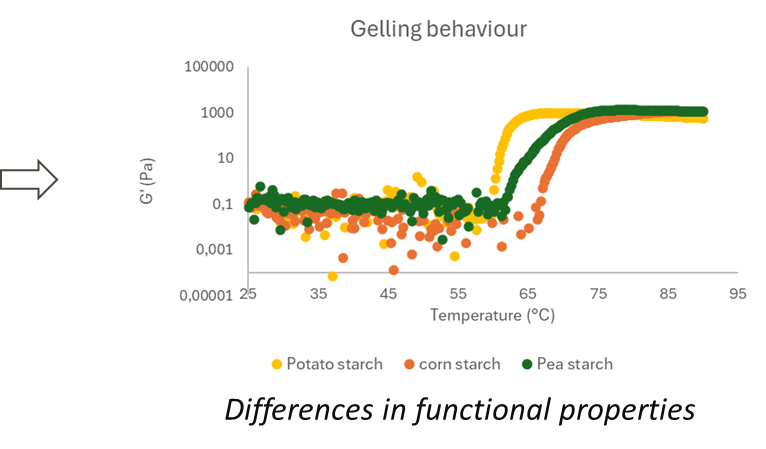 Gelling behaviour
100000
1000
10
0,1
0,001
0,00001
G' (Pa)
25 35 45 55 65 75 85 95
Temperature (°C)
Potato starch corn starch Pea starch
Differences in functional properties